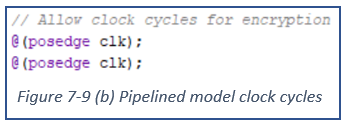 // Allow clock cycles for encryption
@(posedge clk);
@(posedge clk);
Figure 7-9 (b) Pipelined model clock cycles